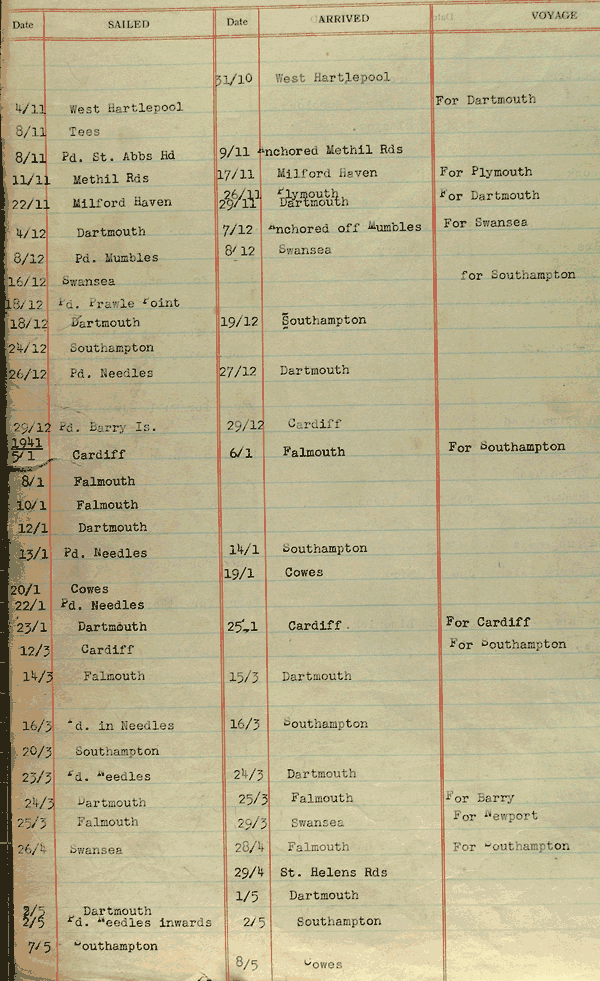 Date SAILED Date ARRIVED VOYAGE
31/10 West Hartlepool
4/11 West Hartlepool For Dartmouth
8/11 Tees
8/11 Pd. St. Abbs Hd 9/11 Anchored Methil Rds
11/11 Methil Rds 17/11 Milford Haven For Plymouth
26/11 Plymouth For Dartmouth
22/11 Milford Haven 29/11 Dartmouth
4/12 Dartmouth 7/12 Anchored off Mumbles For Swansea
8/12 Pd. Mumbles 8/12 Swansea
16/12 Swansea for Southampton
18/12 Pd. Prawle Point
18/12 Dartmouth 19/12 Southampton
24/12 Southampton
26/12 Pd. Needles 27/12 Dartmouth
29/12 Pd. Barry Is. 29/12 Cardiff
1941
5/1 Cardiff 6/1 Falmouth For Southampton
8/1 Falmouth
10/1 Falmouth
12/1 Dartmouth
13/1 Pd. Needles 14/1 Southampton
19/1 Cowes
20/1 Cowes
22/1 Pd. Needles
23/1 Dartmouth 25.1 Cardiff. For Cardiff
12/3 Cardiff For Southampton
14/3 Falmouth 15/3 Dartmouth
16/3 Pd. in Needles 16/3 Southampton
20/3 Southampton
23/3 Pd. Needles 24/3 Dartmouth
24/3 Dartmouth 25/3 Falmouth For Barry
25/3 Falmouth 29/3 Swansea For Newport
26/4 Swansea 28/4 Falmouth For Southampton
29/4 St. Helens Rds
1/5 Dartmouth
2/5 Dartmouth
2/5 Pd. Needles inwards 2/5 Southampton
7/5 Southampton
8/5 Cowes